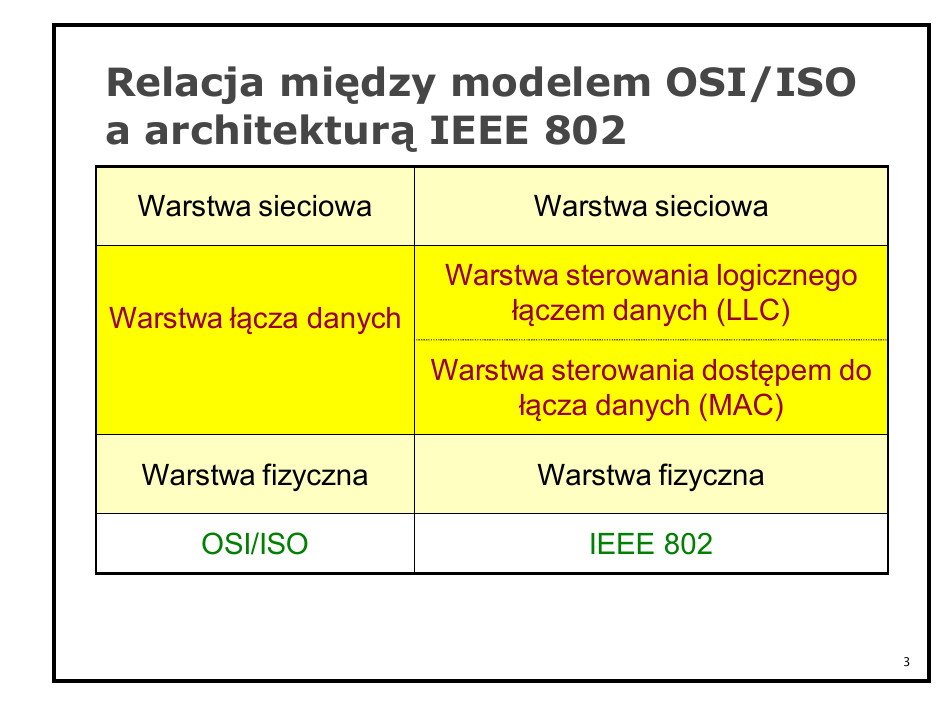 Relacja między modelem OSI/ISO
a architekturą IEEE 802
Warstwa sieciowa
Warstwa sieciowa
Warstwa łącza danych
Warstwa sterowania logicznego
łączem danych (LLC)
Warstwa sterowania dostępem do
łącza danych (MAC)
Warstwa fizyczna
Warstwa fizyczna
OSI/ISO
IEEE 802
3